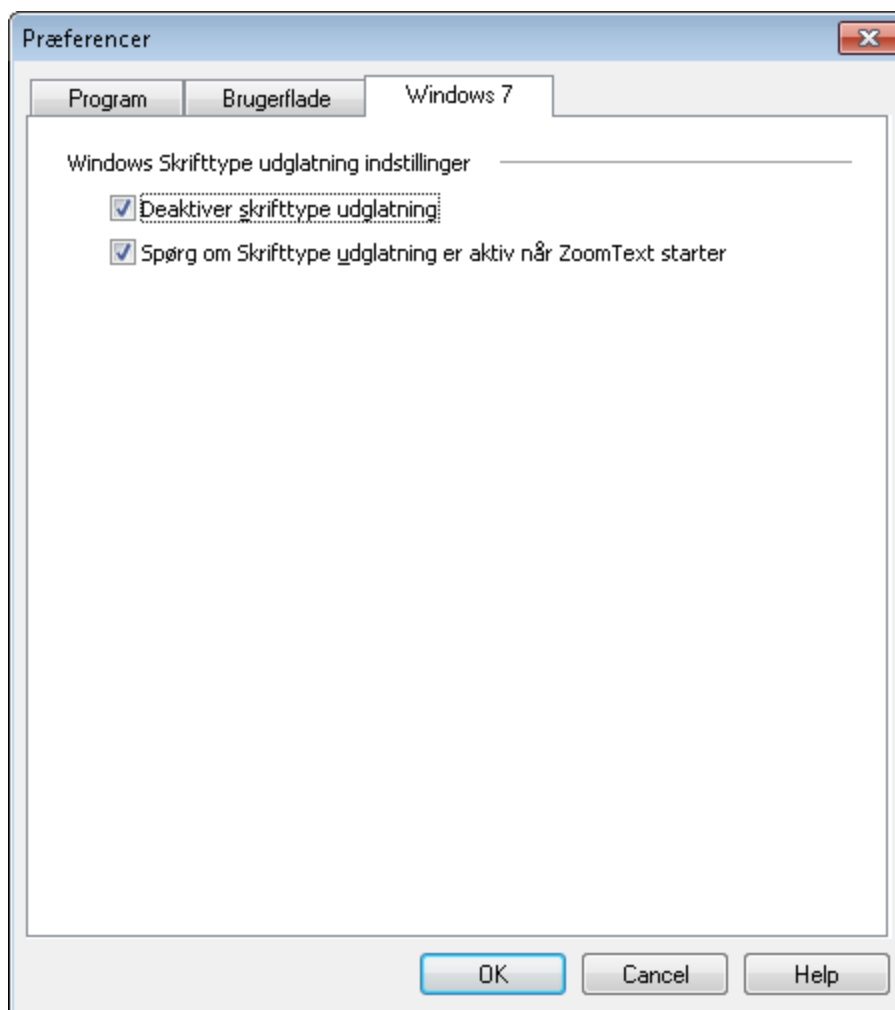 Præferencer
Program Brugerflade Windows 7
Windows Skrifttype udglatning indstillinger
Deaktiver skrifttype udglatning
Spørg om Skrifttype udglatning er aktiv når ZoomText starter
OK Cancel Help